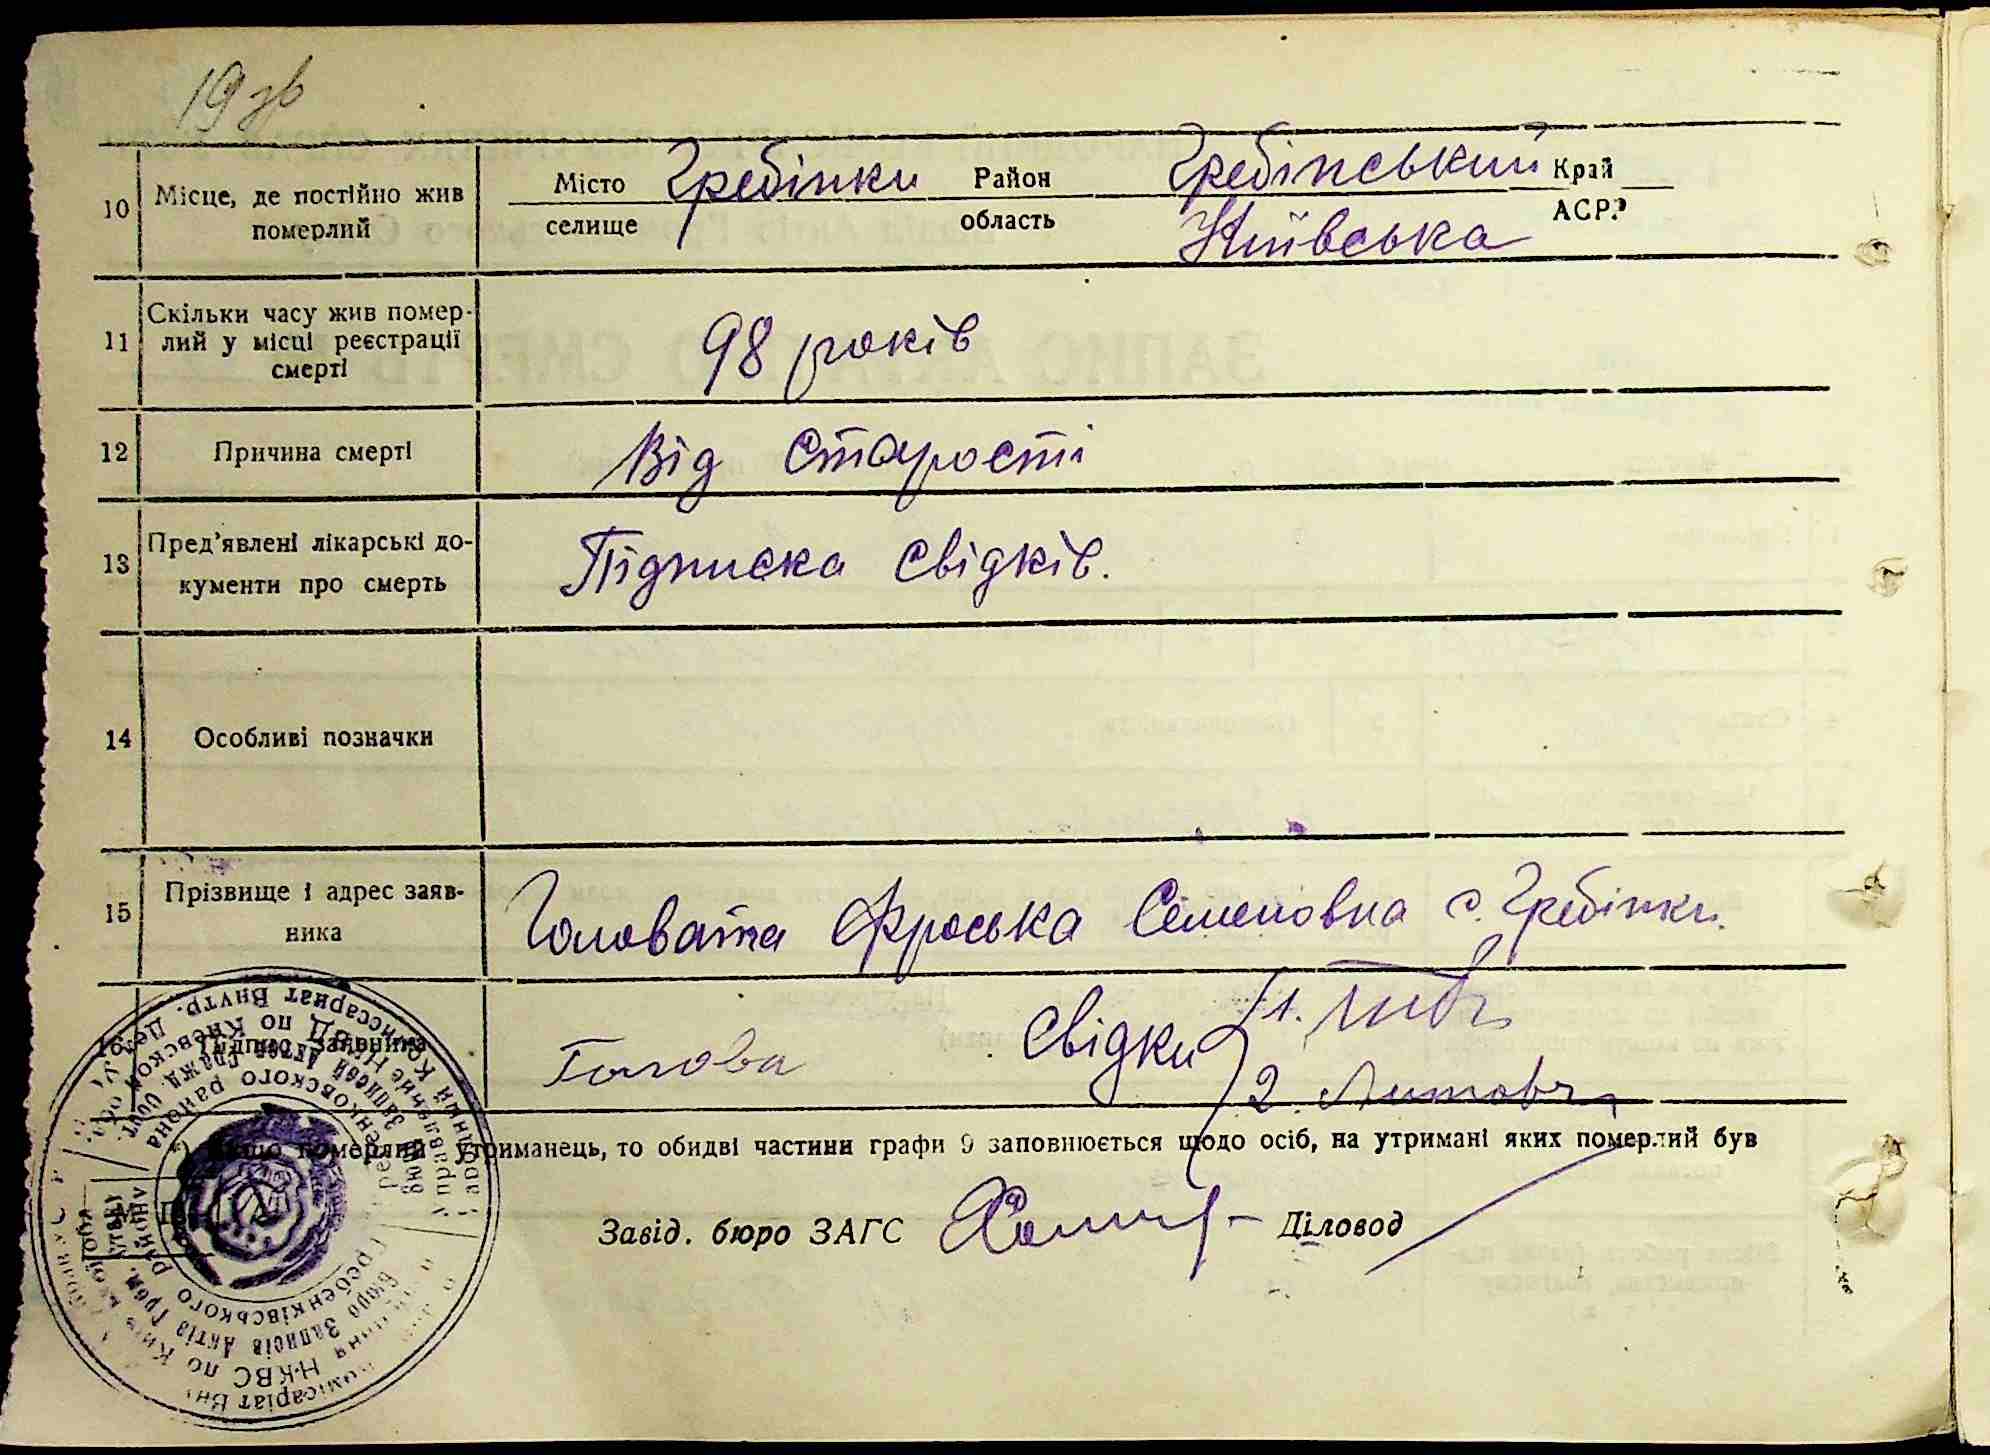 19 зв
10 Місце, де постійно жив померлий
Місто селище Гребінки Район область Гребінський Київська Край АСРР
11 Скільки часу жив померлий у місці реєстрації смерті
98 років
12 Причина смерті
Від старості
13 Пред'явлені лікарські документи про смерть
Підписка свідків.
14 Особливі позначки
15 Прізвище і адрес заявника
Головата Фроська Семеновна с. Гребінки.
16 Підпис заявника
Голова Свідки 1.
2. Литовч
*) Якщо померлий утриманець, то обидві частини графи 9 заповнюється щодо осіб, на утримані яких померлий був
М. П.
Завід. бюро ЗАГС Діловод